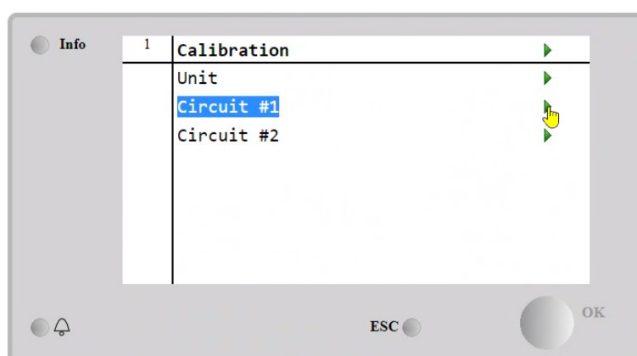 Info
1 Calibration
Unit
Circuit #1
Circuit #2
ESC
OK